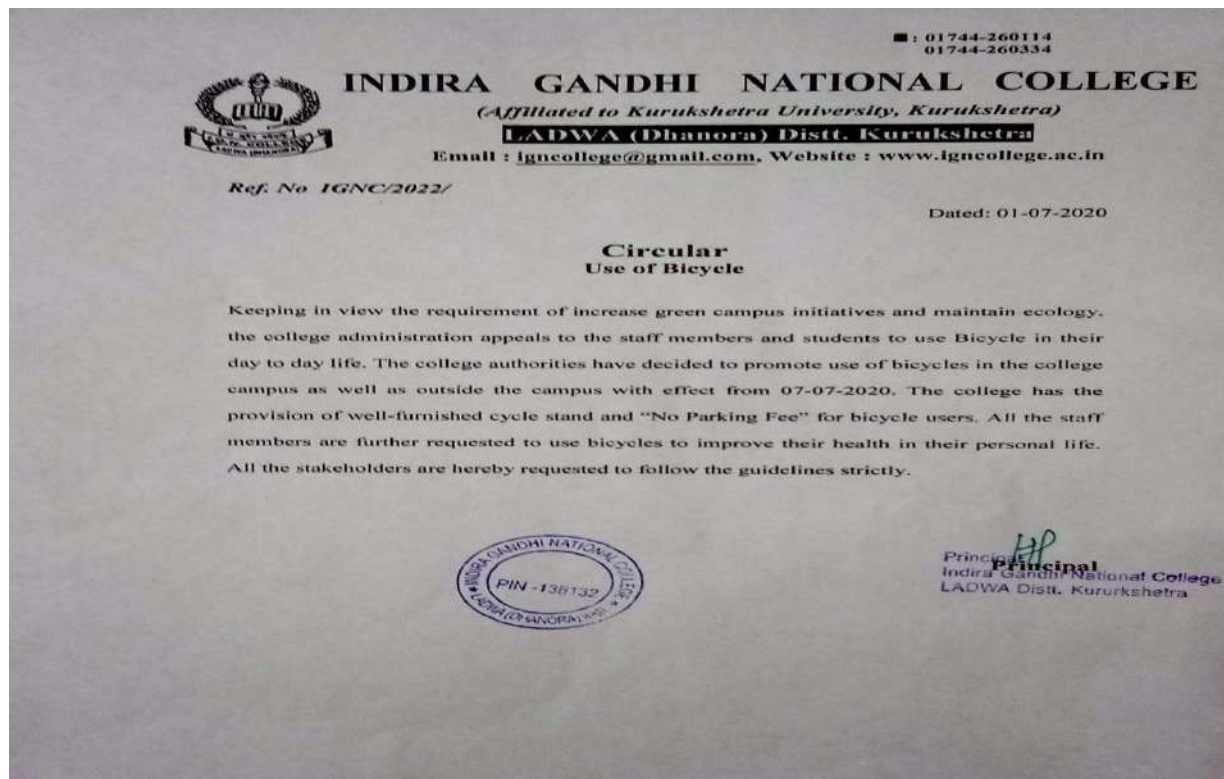 : 01744-260114
01744-260334
INDIRA GANDHI NATIONAL COLLEGE
(Affiliated to Kurukshetra University, Kurukshetra)
LADWA (Dhanora) Distt. Kurukshetra
Email : igncollege@gmail.com, Website : www.igncollege.ac.in
Ref. No IGNC/2022/
Dated: 01-07-2020
Circular
Use of Bicycle
Keeping in view the requirement of increase green campus initiatives and maintain ecology.
the college administration appeals to the staff members and students to use Bicycle in their
day to day life. The college authorities have decided to promote use of bicycles in the college
campus as well as outside the campus with effect from 07-07-2020. The college has the
provision of well-furnished cycle stand and “No Parking Fee” for bicycle users. All the staff
members are further requested to use bicycles to improve their health in their personal life.
All the stakeholders are hereby requested to follow the guidelines strictly.
INDIRA GANDHI NATIONAL COLLEGE
PIN -136132
LADWA (DHANORA)
Principal
Principal
Indira Gandhi National College
LADWA Distt. Kururkshetra